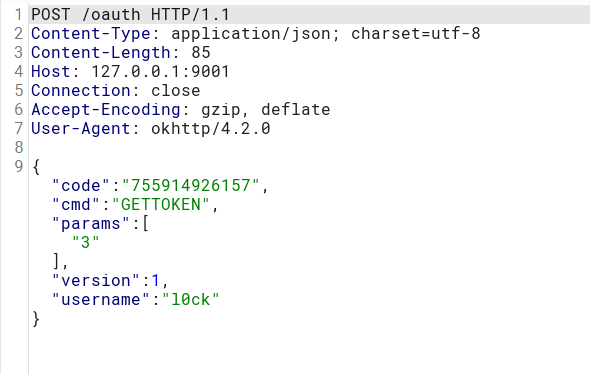 1 POST /oauth HTTP/1.1
2 Content-Type: application/json; charset=utf-8
3 Content-Length: 85
4 Host: 127.0.0.1:9001
5 Connection: close
6 Accept-Encoding: gzip, deflate
7 User-Agent: okhttp/4.2.0
8
9 {
"code":"755914926157",
"cmd":"GETTOKEN",
"params":[
"3"
],
"version":1,
"username":"l0ck"
}